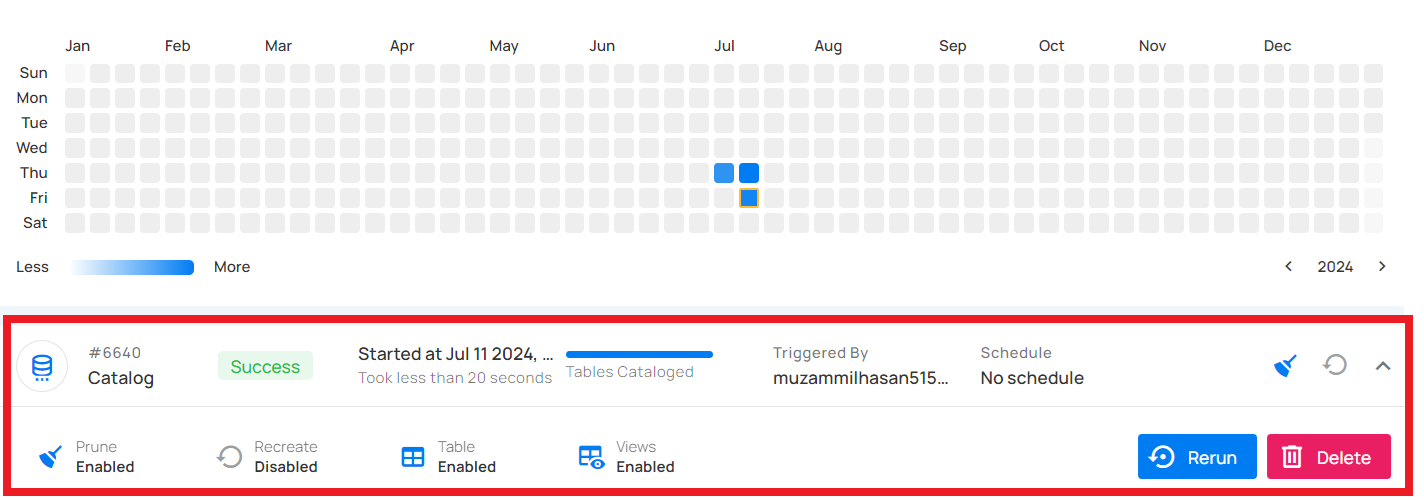 Jan Feb Mar Apr May Jun Jul Aug Sep Oct Nov Dec
Sun
Mon
Tue
Wed
Thu
Fri
Sat
Less More 2024
#6640
Catalog
Success
Started at Jul 11 2024, ...
Took less than 20 seconds
Tables Cataloged
Triggered By
muzammilhasan515...
Schedule
No schedule
Prune
Enabled
Recreate
Disabled
Table
Enabled
Views
Enabled
Rerun
Delete